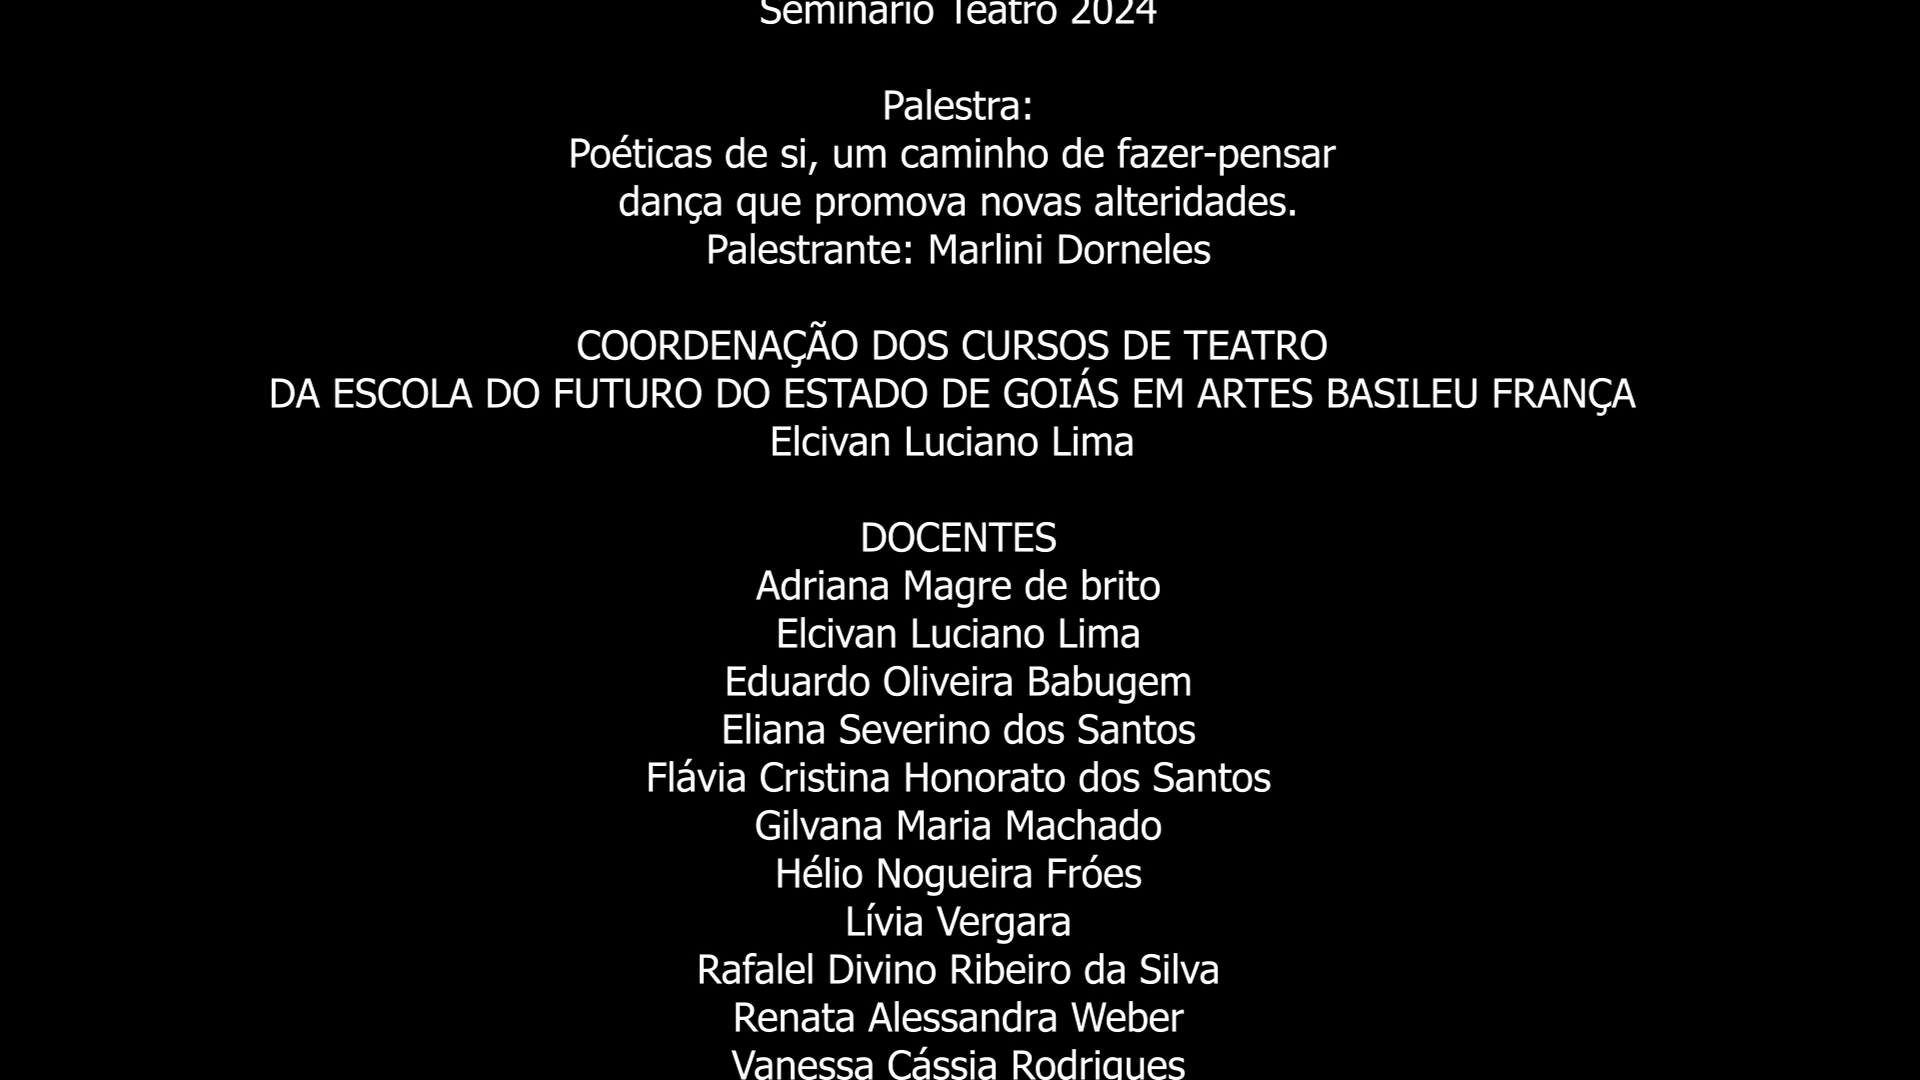 Seminário Teatro 2024
Palestra:
Poéticas de si, um caminho de fazer-pensar
dança que promova novas alteridades.
Palestrante: Marlini Dorneles
COORDENAÇÃO DOS CURSOS DE TEATRO
DA ESCOLA DO FUTURO DO ESTADO DE GOIÁS EM ARTES BASILEU FRANÇA
Elcivan Luciano Lima
DOCENTES
Adriana Magre de brito
Elcivan Luciano Lima
Eduardo Oliveira Babugem
Eliana Severino dos Santos
Flávia Cristina Honorato dos Santos
Gilvana Maria Machado
Hélio Nogueira Fróes
Lívia Vergara
Rafalel Divino Ribeiro da Silva
Renata Alessandra Weber
Vanessa Cássia Rodrigues